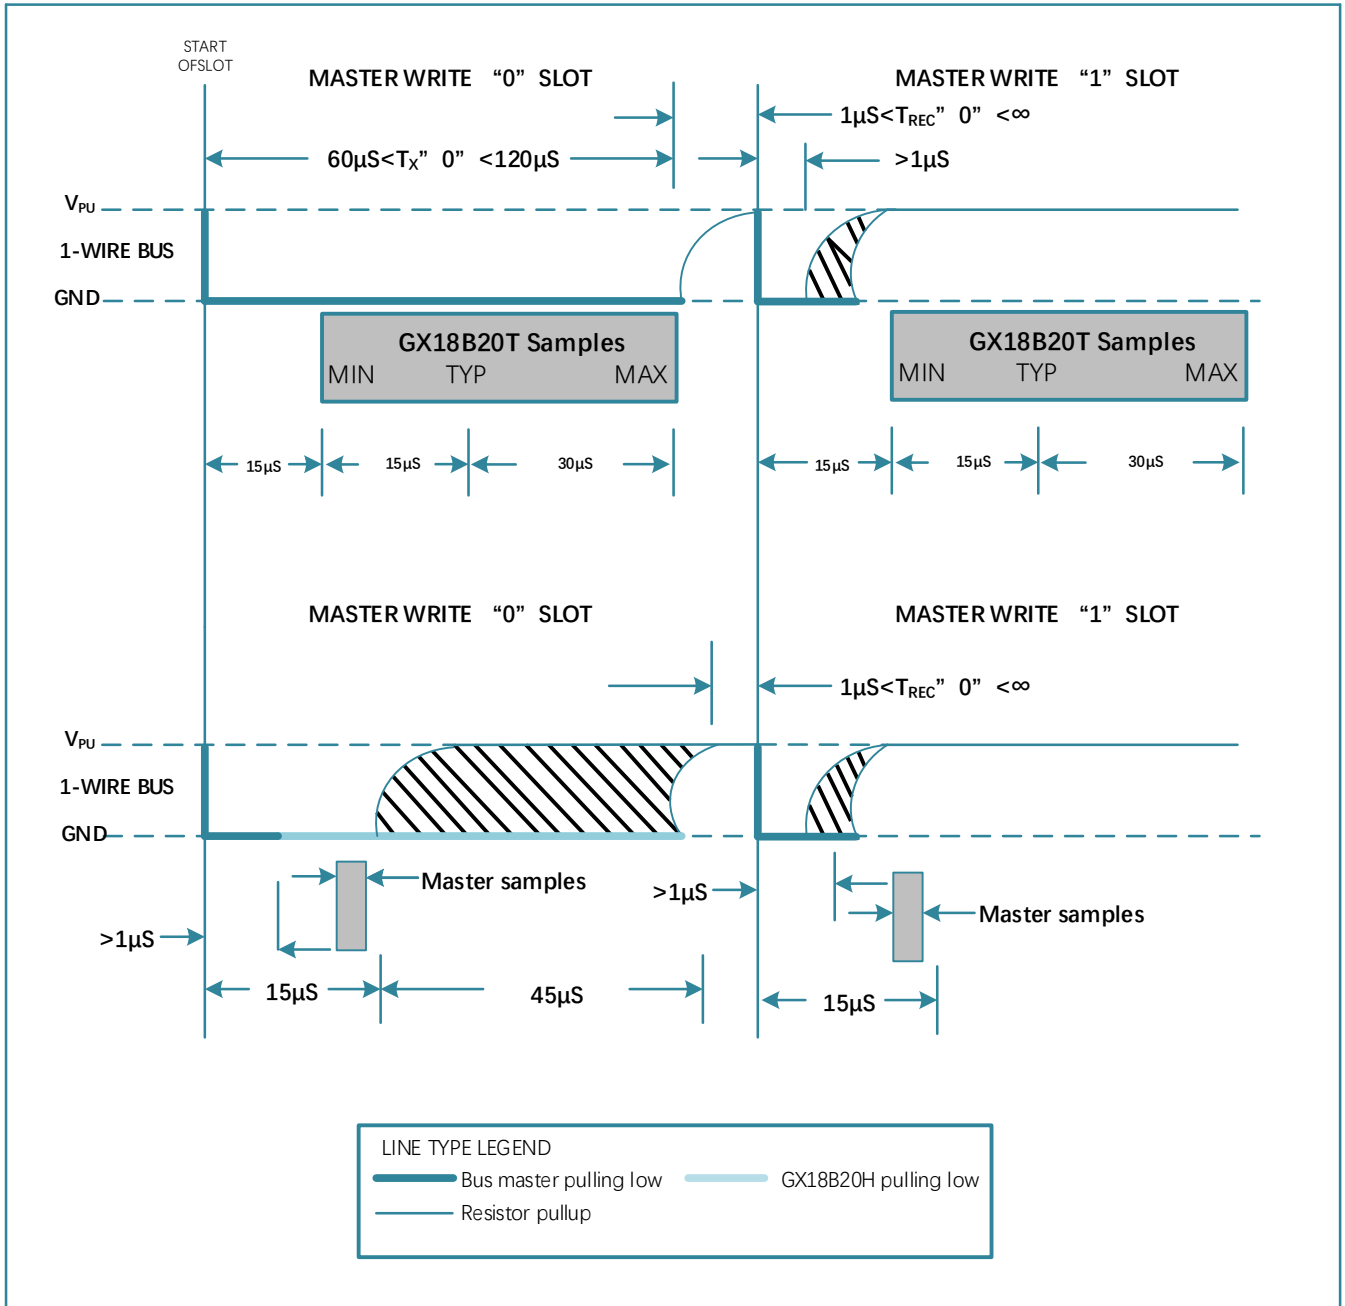 START
OFSLOT
MASTER WRITE “0” SLOT
MASTER WRITE “1” SLOT
1µS<TREC” 0” <∞
60µS<TX” 0” <120µS
>1µS
VPU
1-WIRE BUS
GND
GX18B20T Samples
MIN TYP MAX
GX18B20T Samples
MIN TYP MAX
15µS 15µS 30µS
15µS 15µS 30µS
MASTER WRITE “0” SLOT
MASTER WRITE “1” SLOT
1µS<TREC” 0” <∞
VPU
1-WIRE BUS
GND
Master samples
>1µS
Master samples
>1µS
15µS 45µS
15µS
LINE TYPE LEGEND
Bus master pulling low
GX18B20H pulling low
Resistor pullup